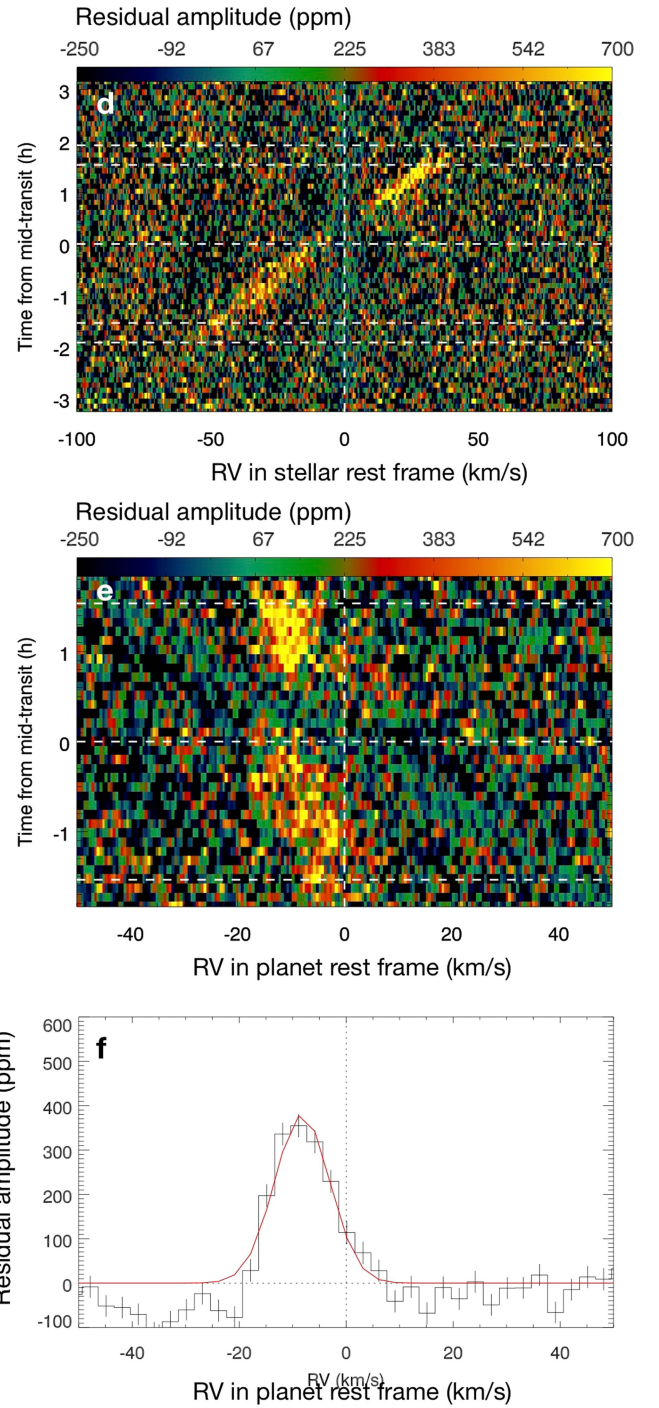 Residual amplitude (ppm)
-250 -92 67 225 383 542 700
d
3
2
1
0
-1
-2
-3
Time from mid-transit (h)
-100 -50 0 50 100
RV in stellar rest frame (km/s)
Residual amplitude (ppm)
-250 -92 67 225 383 542 700
e
1
0
-1
Time from mid-transit (h)
-40 -20 0 20 40
RV in planet rest frame (km/s)
f
600
500
400
300
200
100
0
-100
Residual amplitude (ppm)
-40 -20 0 20 40
RV (km/s)
RV in planet rest frame (km/s)